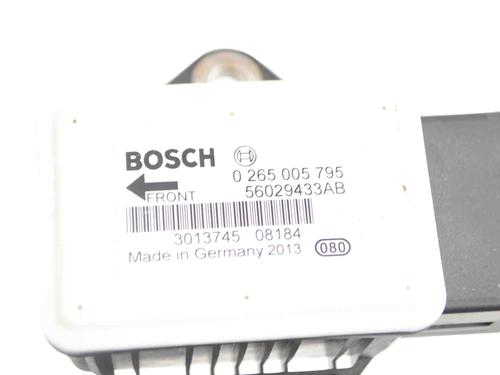 BOSCH 0 265 005 795
FRONT 56029433AB
3013745 08184
Made in Germany 2013 080